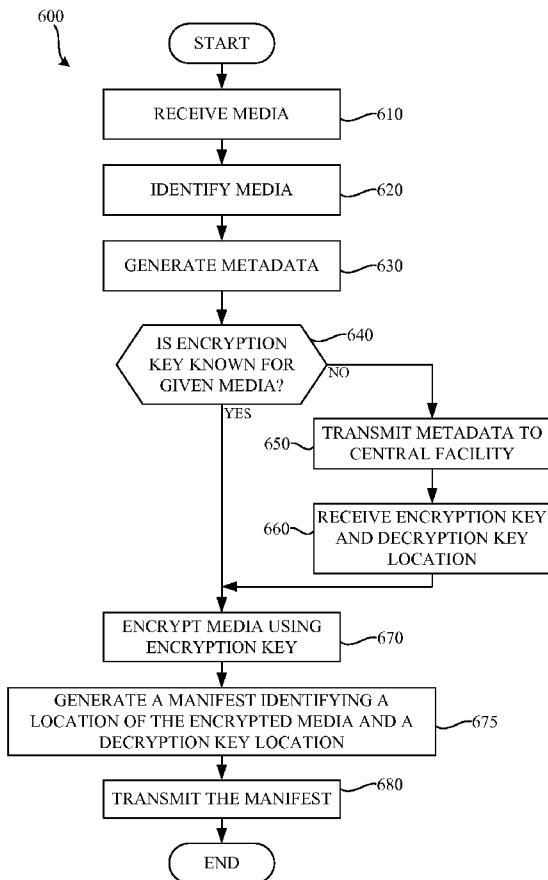 600
START
RECEIVE MEDIA
610
IDENTIFY MEDIA
620
GENERATE METADATA
630
IS ENCRYPTION
KEY KNOWN FOR
GIVEN MEDIA?
640
NO
YES
TRANSMIT METADATA TO
CENTRAL FACILITY
650
RECEIVE ENCRYPTION KEY
AND DECRYPTION KEY
LOCATION
660
ENCRYPT MEDIA USING
ENCRYPTION KEY
670
GENERATE A MANIFEST IDENTIFYING A
LOCATION OF THE ENCRYPTED MEDIA AND A
DECRYPTION KEY LOCATION
675
TRANSMIT THE MANIFEST
680
END